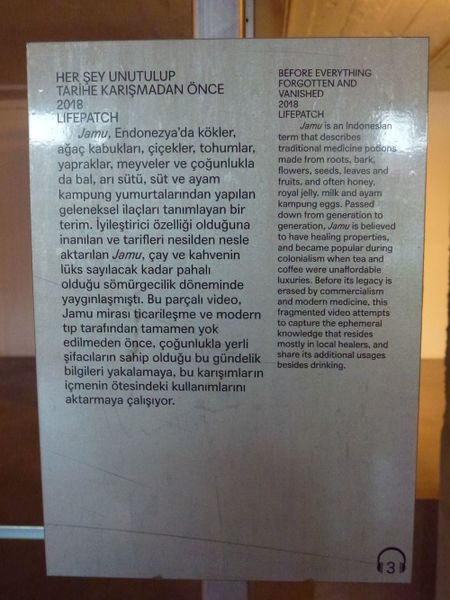 HER ŞEY UNUTULUP
TARİHE KARIŞMADAN ÖNCE
2018
LIFEPATCH
Jamu, Endonezya'da kökler,
ağaç kabukları, çiçekler, tohumlar,
yapraklar, meyveler ve çoğunlukla
da bal, arı sütü, süt ve ayam
kampung yumurtalarından yapılan
geleneksel ilaçları tanımlayan bir
terim. İyileştirici özelliği olduğuna
inanılan ve tarifleri nesilden nesle
aktarılan Jamu, çay ve kahvenin
lüks sayılacak kadar pahalı
olduğu sömürgecilik döneminde
yaygınlaşmıştı. Bu parçalı video,
Jamu mirası ticarileşme ve modern
tıp tarafından tamamen yok
edilmeden önce, çoğunlukla yerli
şifacıların sahip olduğu bu gündelik
bilgileri yakalamaya, bu karışımların
içmenin ötesindeki kullanımlarını
aktarmaya çalışıyor.
BEFORE EVERYTHING
FORGOTTEN AND
VANISHED
2018
LIFEPATCH
Jamu is an Indonesian
term that describes
traditional medicine potions
made from roots, bark,
flowers, seeds, leaves and
fruits, and often honey,
royal jelly, milk and ayam
kampung eggs. Passed
down from generation to
generation, Jamu is believed
to have healing properties,
and became popular during
colonialism when tea and
coffee were unaffordable
luxuries. Before its legacy is
erased by commercialism
and modern medicine, this
fragmented video attempts
to capture the ephemeral
knowledge that resides
mostly in local healers, and
share its additional usages
besides drinking.
3